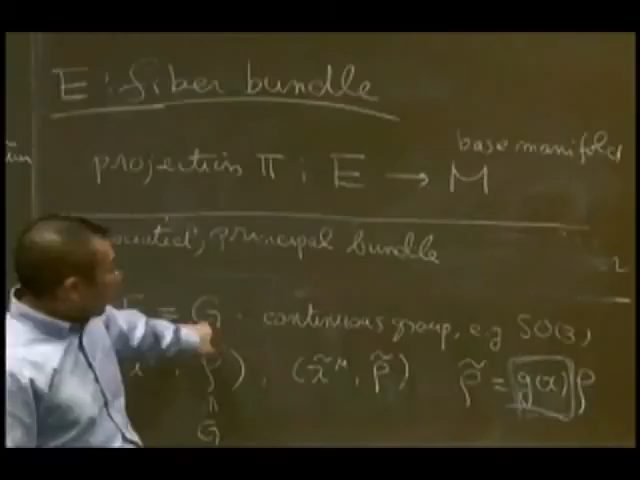 E : fiber bundle
projection π : E → M
base manifold
principal bundle
= G . continuous group, e.g SO(3)
ρ ) , (x̃^μ, ρ̃) ρ̃ = g(x) ρ
G